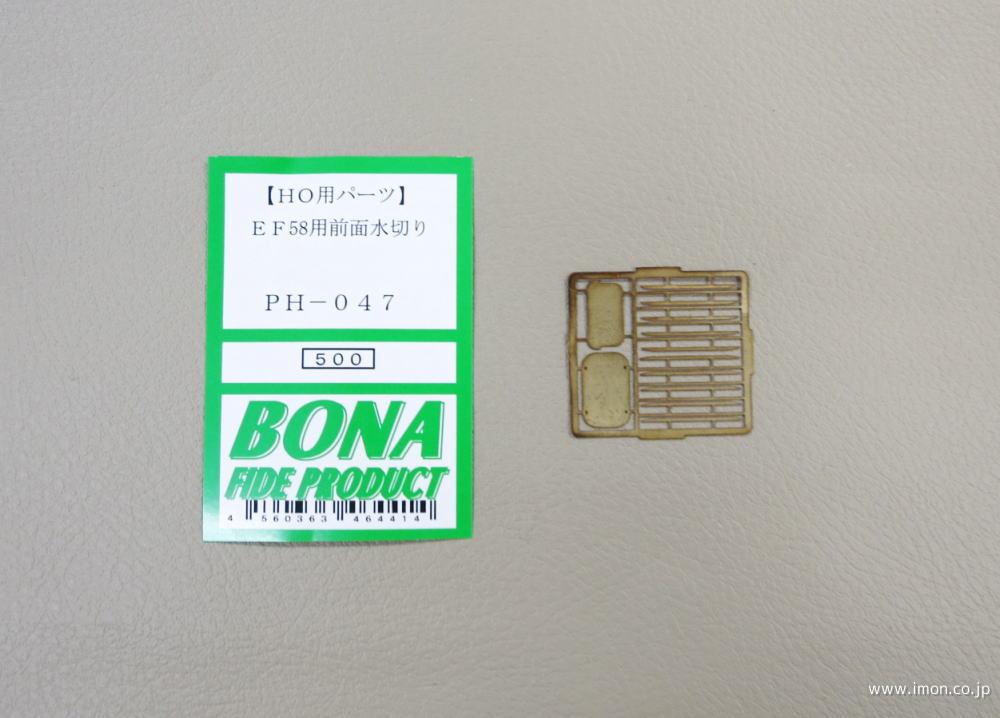 【ＨＯ用パーツ】
ＥＦ58用前面水切り
ＰＨ－０４７
５００
BONA
FIDE PRODUCT
4 560363 464414
www.imon.co.jp